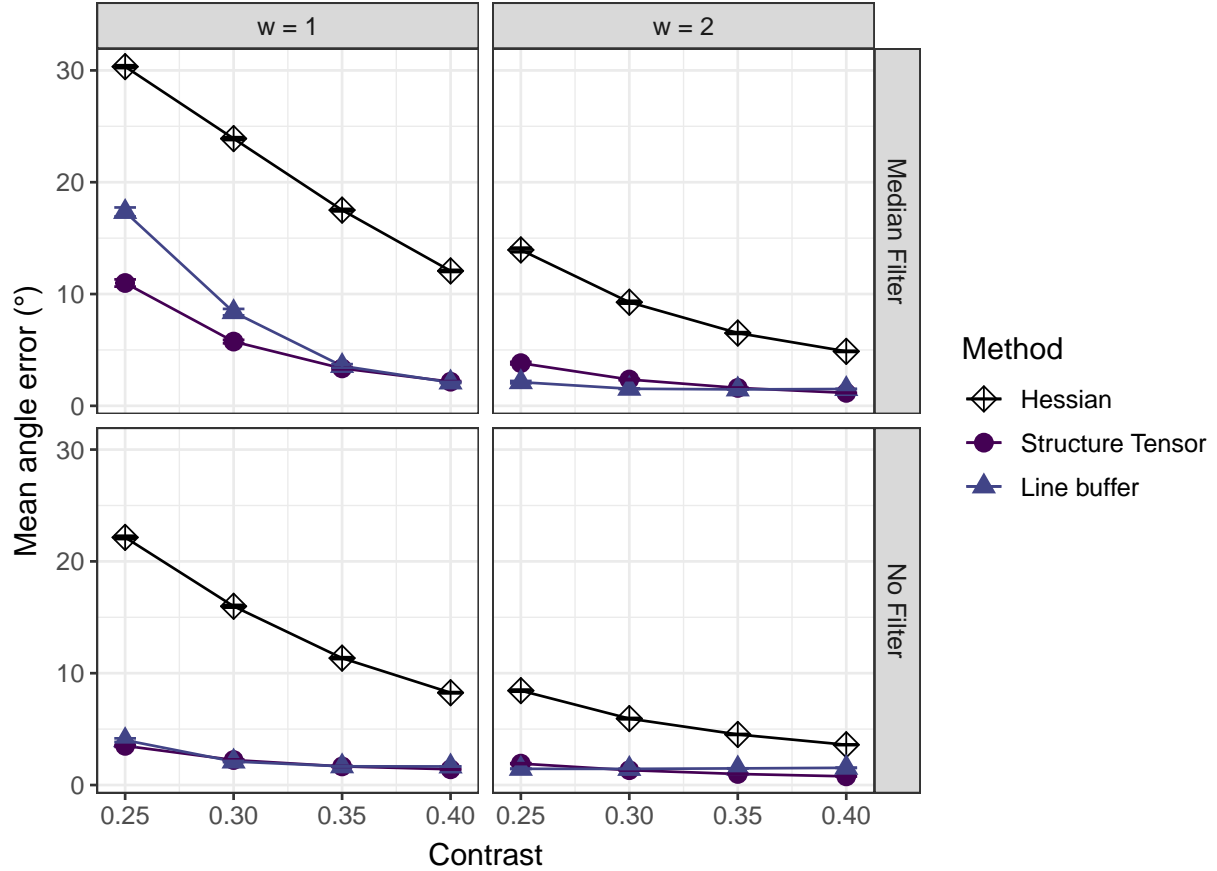 w = 1
w = 2
30
20
10
0
Median Filter
30
20
10
0
No Filter
Mean angle error (°)
0.25
0.30
0.35
0.40
0.25
0.30
0.35
0.40
Contrast
Method
Hessian
Structure Tensor
Line buffer